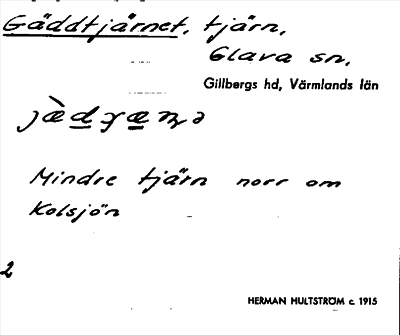 Gäddtjärnet, tjärn,
Glava sn.
Gillbergs hd, Värmlands län
Mindre tjärn norr om
Kolsjön
2
HERMAN HULTSTRÖM c. 1915